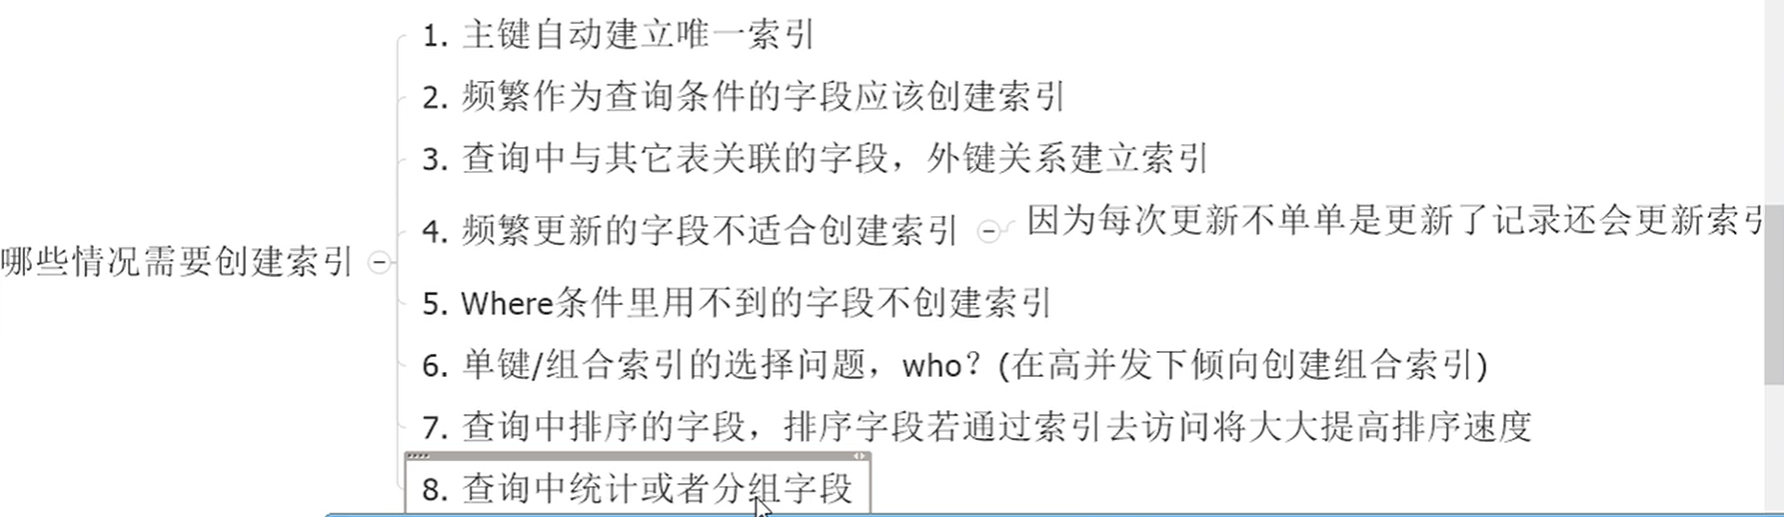 哪些情况需要创建索引
1. 主键自动建立唯一索引
2. 频繁作为查询条件的字段应该创建索引
3. 查询中与其它表关联的字段，外键关系建立索引
4. 频繁更新的字段不适合创建索引
因为每次更新不单单是更新了记录还会更新索引
5. Where条件里用不到的字段不创建索引
6. 单键/组合索引的选择问题，who？(在高并发下倾向创建组合索引)
7. 查询中排序的字段，排序字段若通过索引去访问将大大提高排序速度
8. 查询中统计或者分组字段